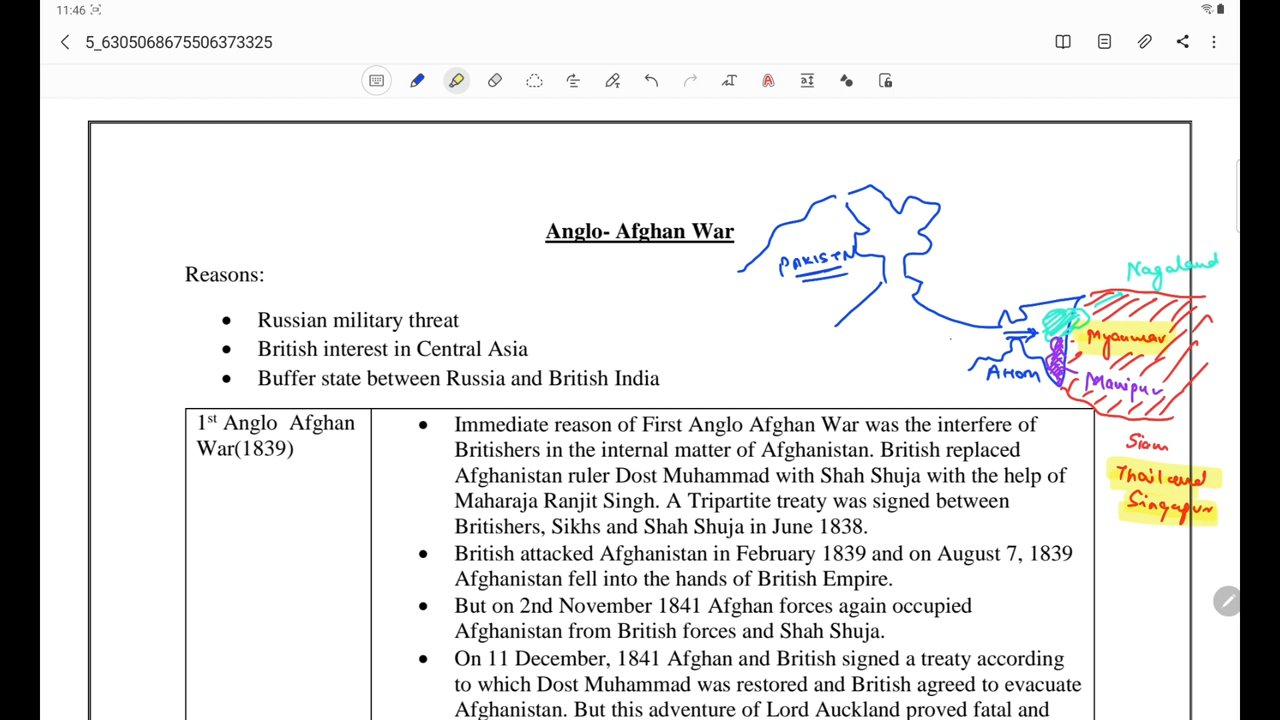 11:46
5_6305068675506373325
Anglo- Afghan War
PAKISTN
Nagaland
Reasons:
• Russian military threat
• British interest in Central Asia
• Buffer state between Russia and British India
Myanmar
AHOM
Manipur
Siam
Thailand
Singapur
1st Anglo Afghan
War(1839)
• Immediate reason of First Anglo Afghan War was the interfere of
Britishers in the internal matter of Afghanistan. British replaced
Afghanistan ruler Dost Muhammad with Shah Shuja with the help of
Maharaja Ranjit Singh. A Tripartite treaty was signed between
Britishers, Sikhs and Shah Shuja in June 1838.
• British attacked Afghanistan in February 1839 and on August 7, 1839
Afghanistan fell into the hands of British Empire.
• But on 2nd November 1841 Afghan forces again occupied
Afghanistan from British forces and Shah Shuja.
• On 11 December, 1841 Afghan and British signed a treaty according
to which Dost Muhammad was restored and British agreed to evacuate
Afghanistan. But this adventure of Lord Auckland proved fatal and